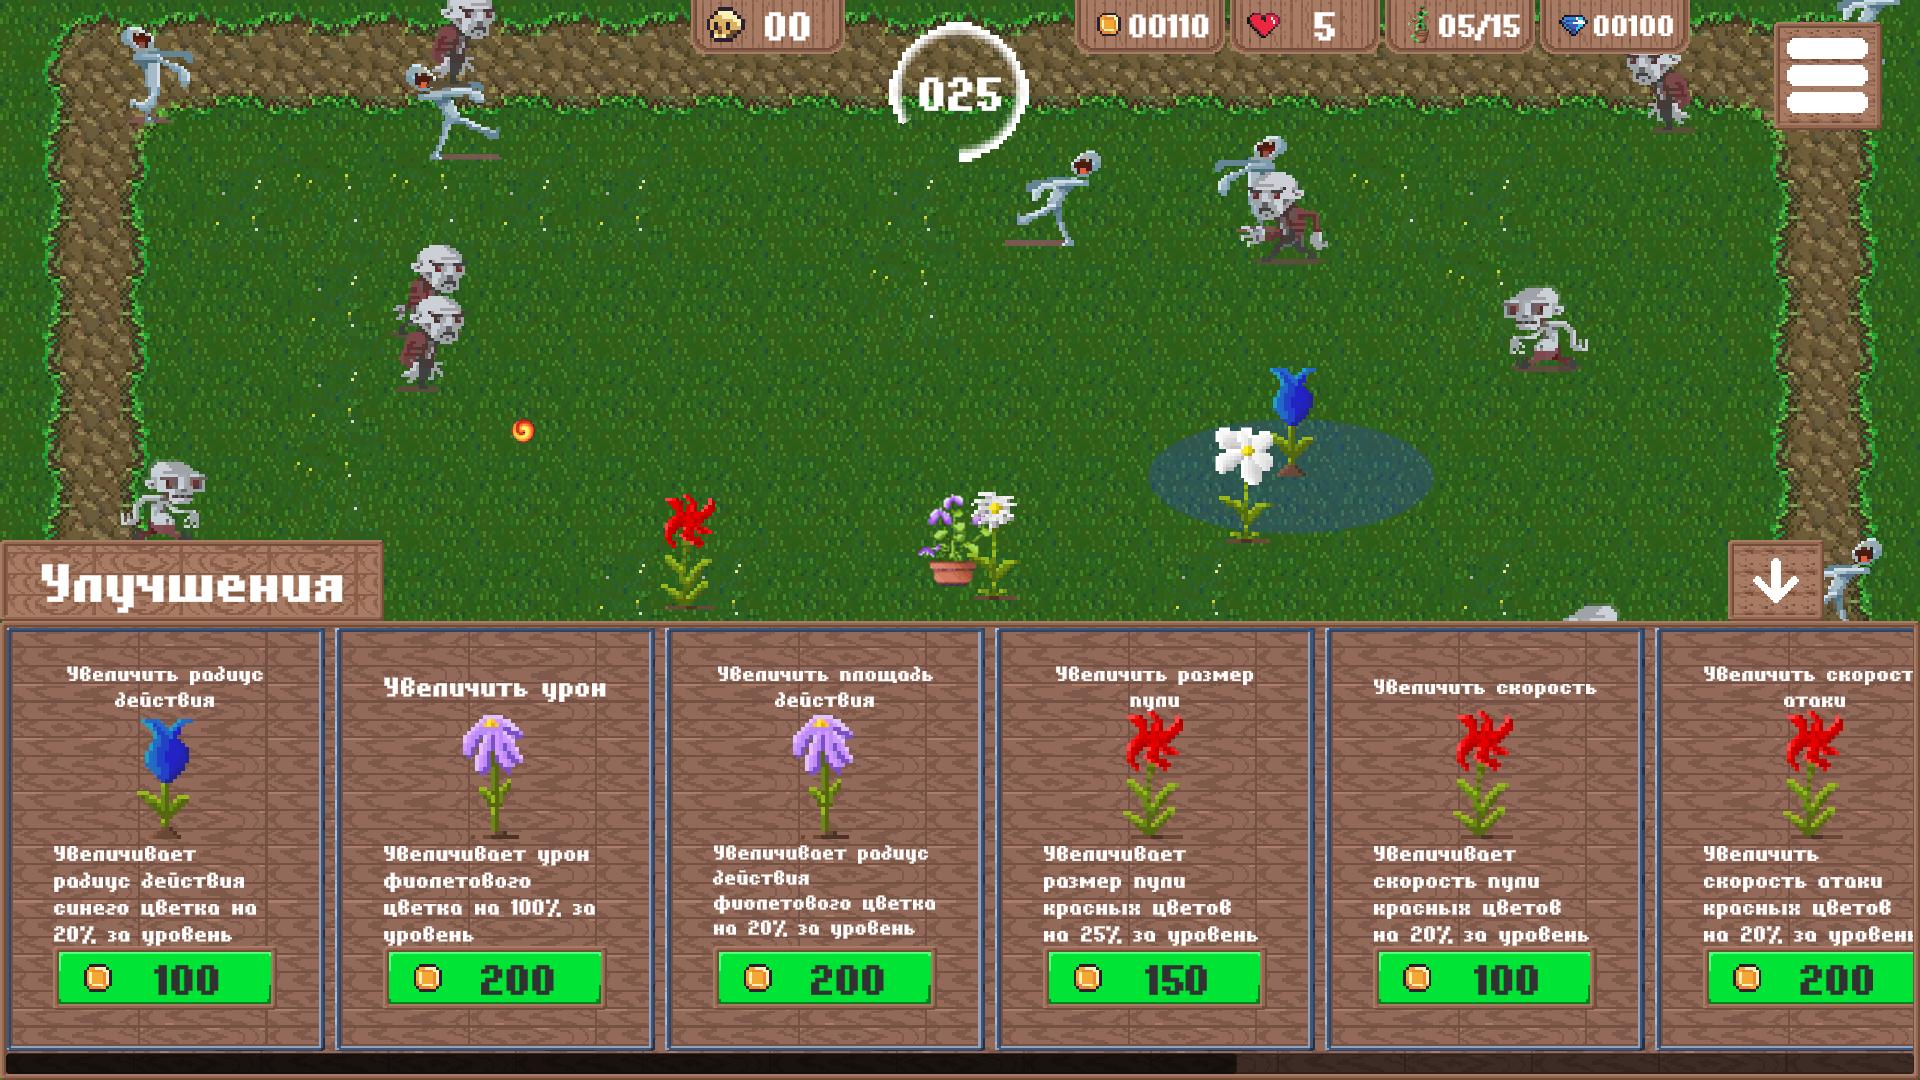 00
025
00110
5
05/15
00100
Улучшения
Увеличить радиус
действия
Увеличивает
радиус действия
синего цветка на
20% за уровень
100
Увеличить урон
Увеличивает урон
фиолетового
цветка на 100% за
уровень
200
Увеличить площадь
действия
Увеличивает радиус
действия
фиолетового цветка
на 20% за уровень
200
Увеличить размер
пули
Увеличивает
размер пули
красных цветов
на 25% за уровень
150
Увеличить скорость
Увеличивает
скорость пули
красных цветов
на 20% за уровень
100
Увеличить скорост
атаки
Увеличить
скорость атаки
красных цветов
на 20% за уровен
200